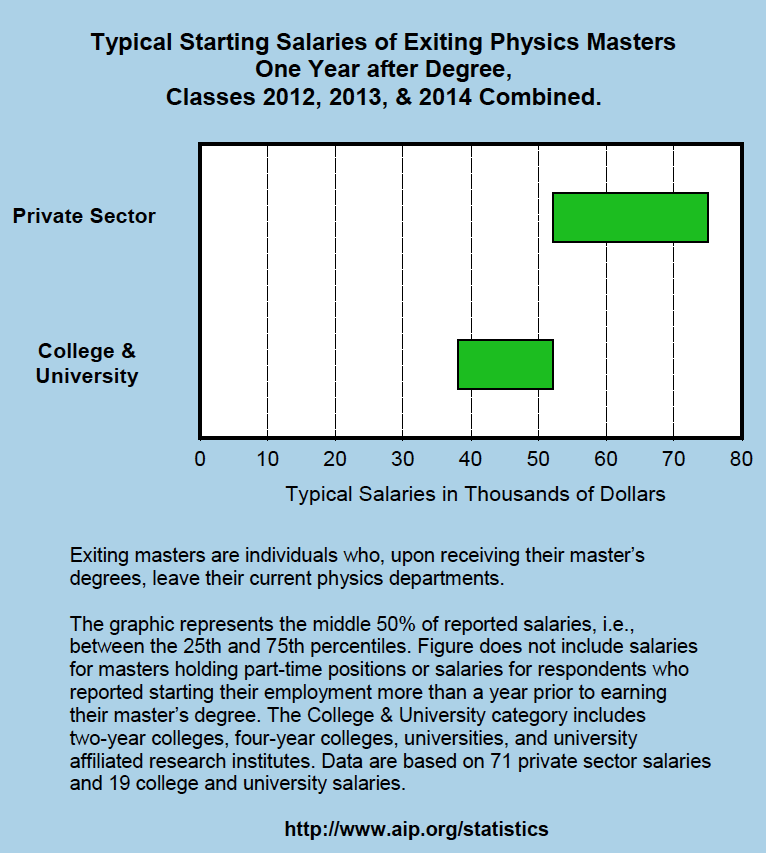 Typical Starting Salaries of Exiting Physics Masters
One Year after Degree,
Classes 2012, 2013, & 2014 Combined.
Private Sector
College &
University
0 10 20 30 40 50 60 70 80
Typical Salaries in Thousands of Dollars
Exiting masters are individuals who, upon receiving their master's
degrees, leave their current physics departments.
The graphic represents the middle 50% of reported salaries, i.e.,
between the 25th and 75th percentiles. Figure does not include salaries
for masters holding part-time positions or salaries for respondents who
reported starting their employment more than a year prior to earning
their master's degree. The College & University category includes
two-year colleges, four-year colleges, universities, and university
affiliated research institutes. Data are based on 71 private sector salaries
and 19 college and university salaries.
http://www.aip.org/statistics